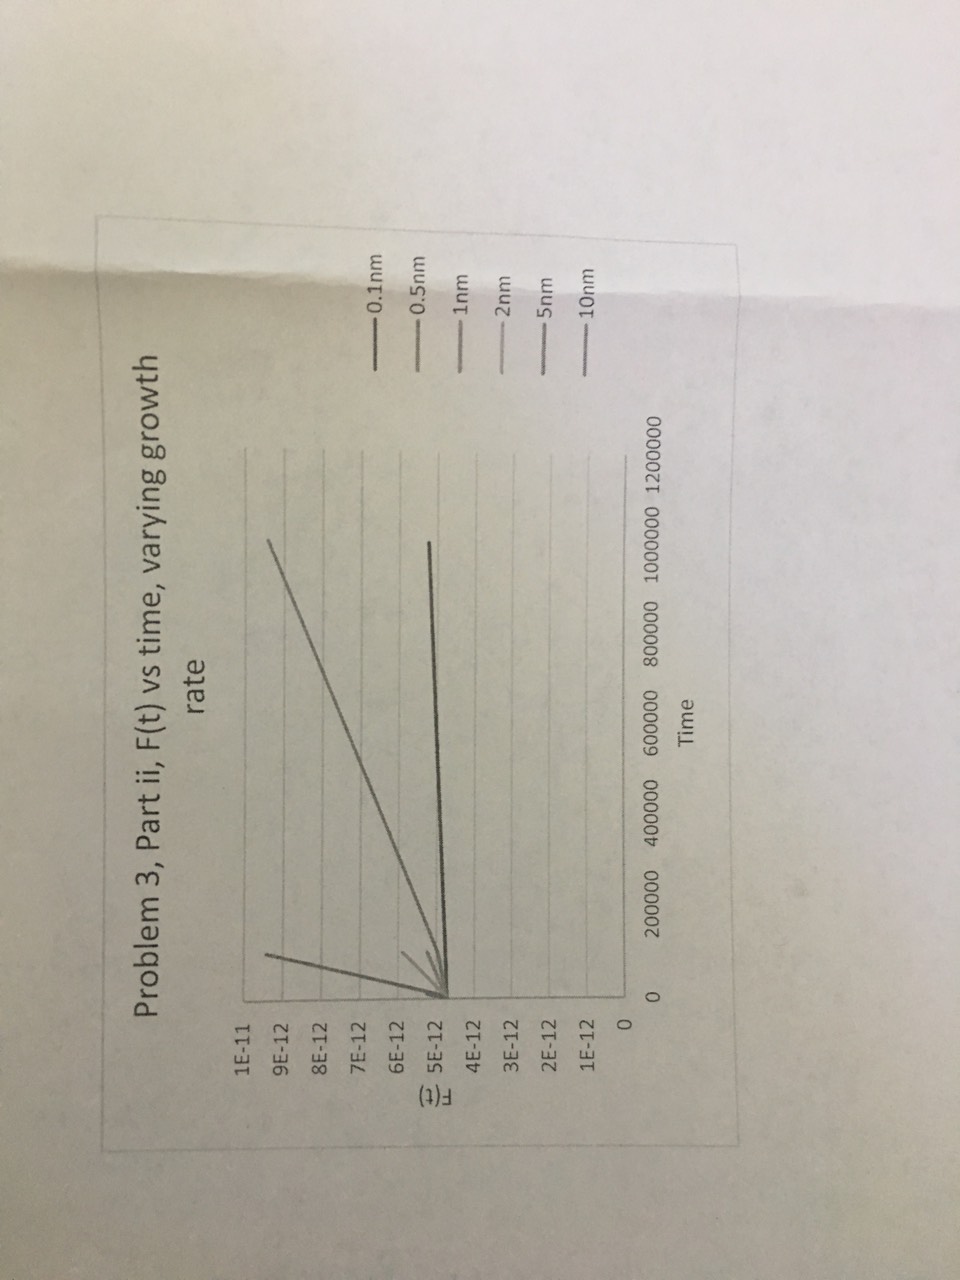 Problem 3, Part ii, F(t) vs time, varying growth
rate
1E-11
9E-12
8E-12
7E-12
6E-12
5E-12
4E-12
3E-12
2E-12
1E-12
0
F(t)
0 200000 400000 600000 800000 1000000 1200000
Time
0.1nm
0.5nm
1nm
2nm
5nm
10nm